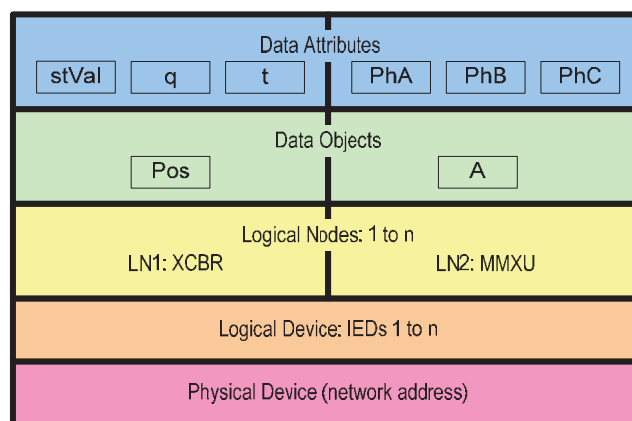 Data Attributes
stVal q t PhA PhB PhC
Data Objects
Pos A
Logical Nodes: 1 to n
LN1: XCBR LN2: MMXU
Logical Device: IEDs 1 to n
Physical Device (network address)